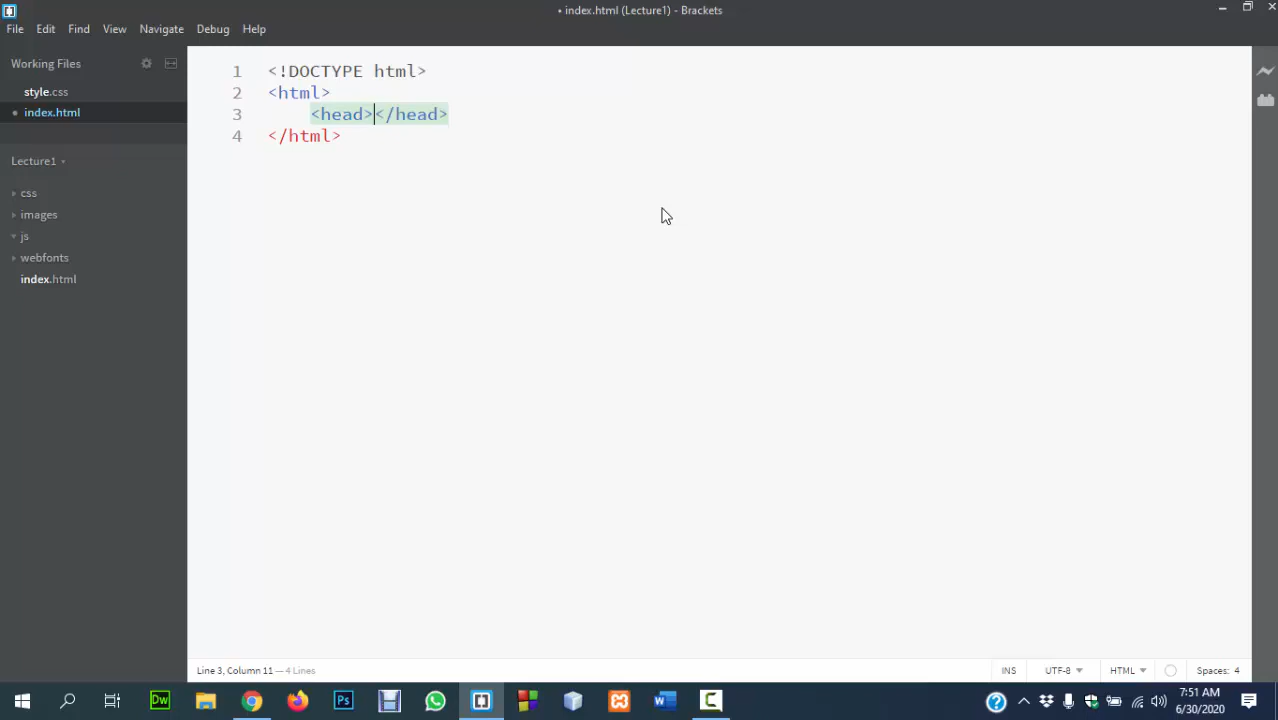 • index.html (Lecture1) - Brackets
File Edit Find View Navigate Debug Help
Working Files
style.css
• index.html
Lecture1
css
images
js
webfonts
index.html
1 <!DOCTYPE html>
2 <html>
3 <head></head>
4 </html>
Line 3, Column 11 — 4 Lines
INS UTF-8 HTML Spaces: 4
Dw Ps W C
7:51 AM
6/30/2020